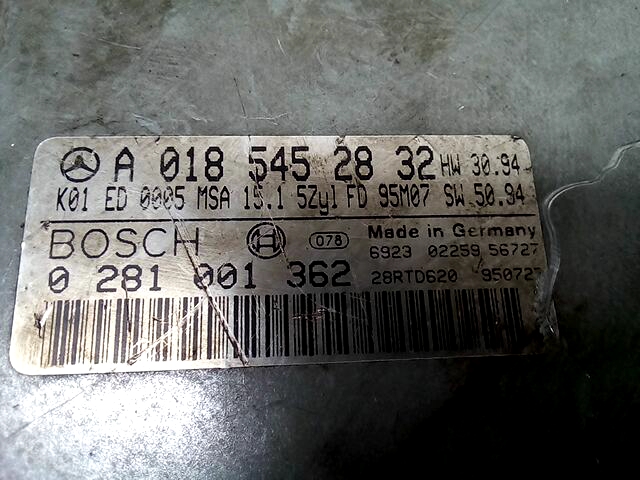 A 018 545 28 32 HW 30.94
K01 ED 0005 MSA 15.1 5Zyl FD 95M07 SW 50.94
BOSCH 078 Made in Germany
6923 02259 56727
0 281 001 362 28RTD620 950727